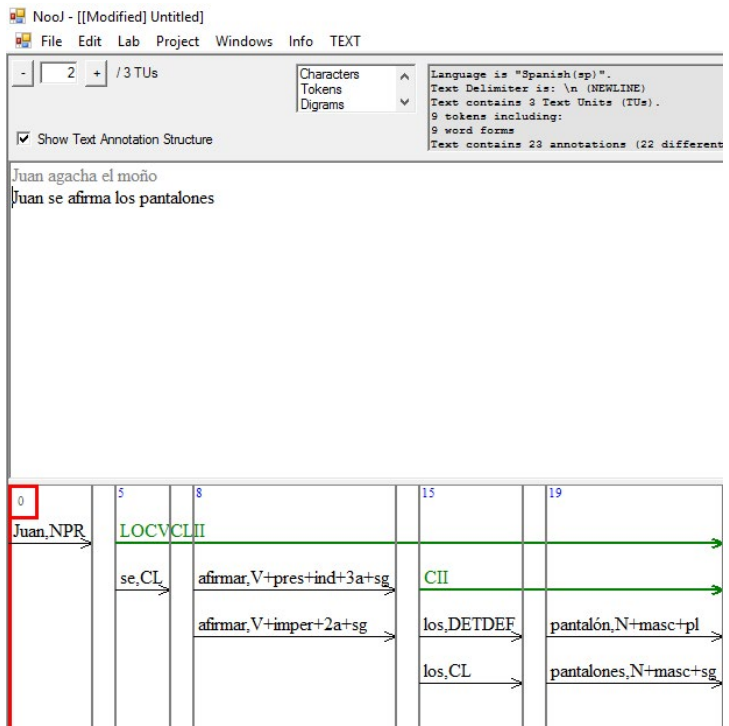 NooJ - [[Modified] Untitled]
File Edit Lab Project Windows Info TEXT
- 2 + / 3 TUs
Characters
Tokens
Digrams
Language is "Spanish(sp)".
Text Delimiter is: \n (NEWLINE)
Text contains 3 Text Units (TUs).
9 tokens including:
9 word forms
Text contains 23 annotations (22 different
Show Text Annotation Structure
Juan agacha el moño
Juan se afirma los pantalones
0 5 8 15 19
Juan,NPR LOCVCLII
se,CL afirmar,V+pres+ind+3a+sg CII
afirmar,V+imper+2a+sg los,DETDEF pantalón,N+masc+pl
los,CL pantalones,N+masc+sg